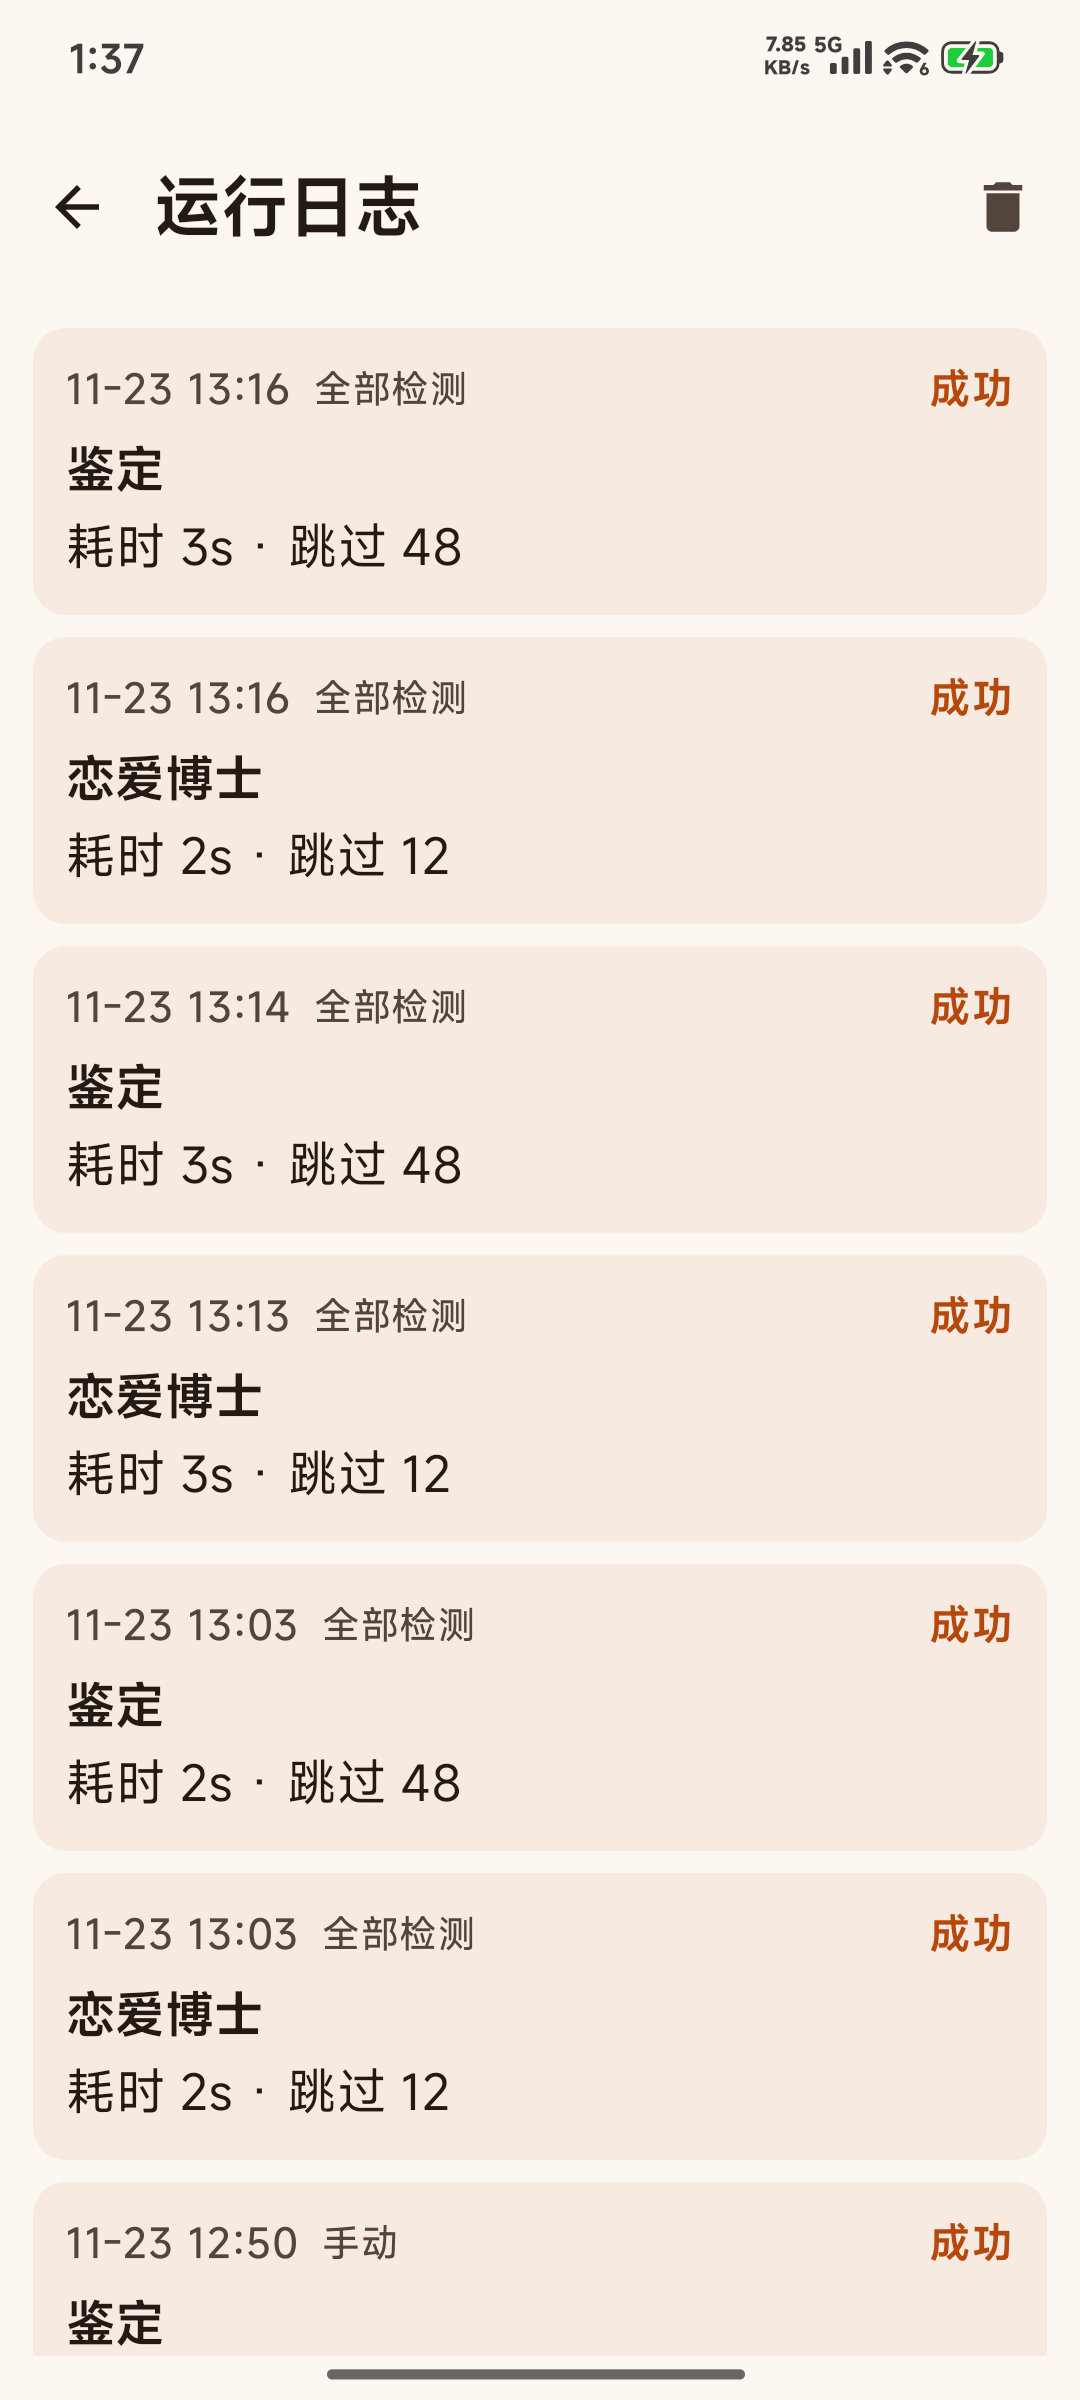 1:37
7.85 KB/s 5G 6
运行日志
11-23 13:16 全部检测 成功
鉴定
耗时 3s · 跳过 48
11-23 13:16 全部检测 成功
恋爱博士
耗时 2s · 跳过 12
11-23 13:14 全部检测 成功
鉴定
耗时 3s · 跳过 48
11-23 13:13 全部检测 成功
恋爱博士
耗时 3s · 跳过 12
11-23 13:03 全部检测 成功
鉴定
耗时 2s · 跳过 48
11-23 13:03 全部检测 成功
恋爱博士
耗时 2s · 跳过 12
11-23 12:50 手动 成功
鉴定